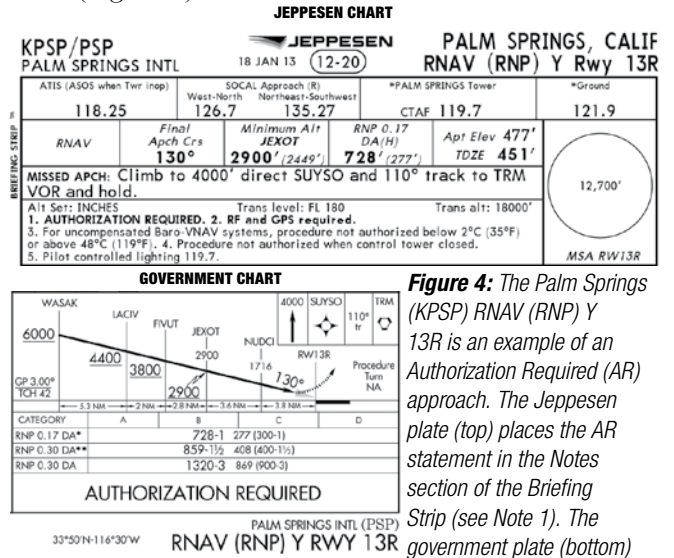 JEPPESEN CHART
KPSP/PSP
PALM SPRINGS INTL
JEPPESEN
18 JAN 13 (12-20)
PALM SPRINGS, CALIF
RNAV (RNP) Y Rwy 13R
BRIEFING STRIP ™
ATIS (ASOS when Twr inop)
118.25
SOCAL Approach (R)
West-North Northeast-Southwest
126.7 135.27
*PALM SPRINGS Tower
CTAF 119.7
*Ground
121.9
RNAV
Final
Apch Crs
130°
Minimum Alt
JEXOT
2900' (2449')
RNP 0.17
DA(H)
728' (277')
Apt Elev 477'
TDZE 451'
12,700'
MSA RW13R
MISSED APCH: Climb to 4000' direct SUYSO and 110° track to TRM
VOR and hold.
Alt Set: INCHES Trans level: FL 180 Trans alt: 18000'
1. AUTHORIZATION REQUIRED. 2. RF and GPS required.
3. For uncompensated Baro-VNAV systems, procedure not authorized below 2°C (35°F)
or above 48°C (119°F). 4. Procedure not authorized when control tower closed.
5. Pilot controlled lighting 119.7.
GOVERNMENT CHART
WASAK
LACIV
FIVUT
JEXOT
NUDCI
RW13R
4000
SUYSO
110°
tr
TRM
6000
4400
3800
2900
2900
1716
130°
Procedure
Turn
NA
GP 3.00°
TCH 42
5.3 NM
2 NM
2.8 NM
3.6 NM
3.8 NM
CATEGORY A B C D
RNP 0.17 DA* 728-1 277 (300-1)
RNP 0.30 DA** 859-1½ 408 (400-1½)
RNP 0.30 DA 1320-3 869 (900-3)
AUTHORIZATION REQUIRED
33°50'N-116°30'W
PALM SPRINGS INTL (PSP)
RNAV (RNP) Y RWY 13R
Figure 4: The Palm Springs
(KPSP) RNAV (RNP) Y
13R is an example of an
Authorization Required (AR)
approach. The Jeppesen
plate (top) places the AR
statement in the Notes
section of the Briefing
Strip (see Note 1). The
government plate (bottom)